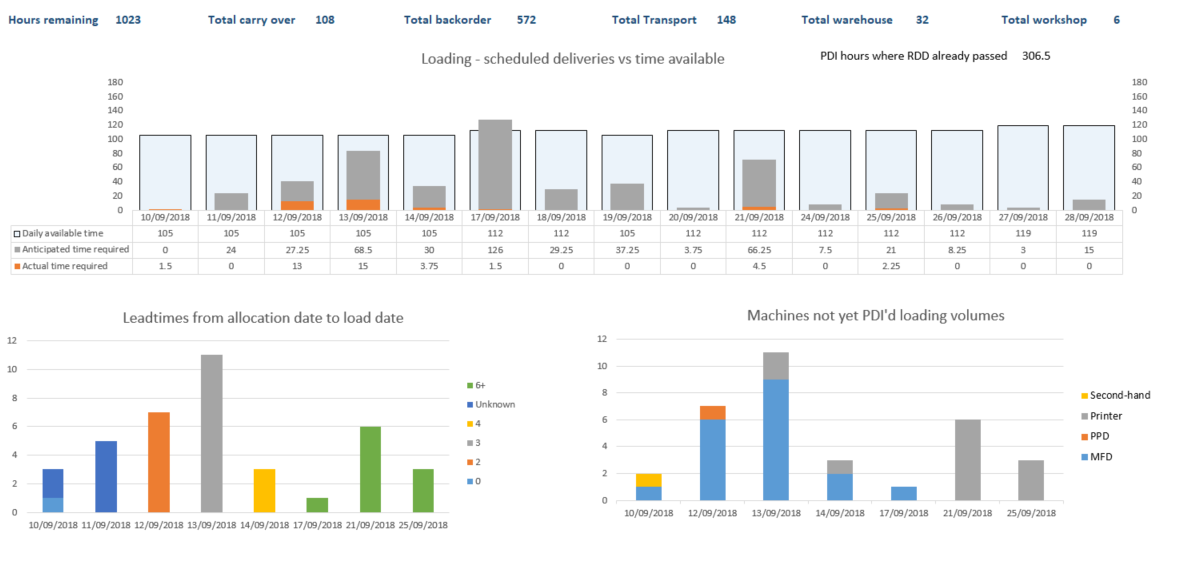 Hours remaining 1023 Total carry over 108 Total backorder 572 Total Transport 148 Total warehouse 32 Total workshop 6
Loading - scheduled deliveries vs time available
PDI hours where RDD already passed 306.5
180 180
160 160
140 140
120 120
100 100
80 80
60 60
40 40
20 20
0 0
10/09/2018 11/09/2018 12/09/2018 13/09/2018 14/09/2018 17/09/2018 18/09/2018 19/09/2018 20/09/2018 21/09/2018 24/09/2018 25/09/2018 26/09/2018 27/09/2018 28/09/2018
Daily available time 105 105 105 105 105 112 112 105 112 112 112 112 112 119 119
Anticipated time required 0 24 27.25 68.5 30 126 29.25 37.25 3.75 66.25 7.5 21 8.25 3 15
Actual time required 1.5 0 13 15 3.75 1.5 0 0 0 4.5 0 2.25 0 0 0
Leadtimes from allocation date to load date
12
10
8
6
4
2
0
10/09/2018 11/09/2018 12/09/2018 13/09/2018 14/09/2018 17/09/2018 21/09/2018 25/09/2018
6+
Unknown
4
3
2
0
Machines not yet PDI'd loading volumes
12
10
8
6
4
2
0
10/09/2018 12/09/2018 13/09/2018 14/09/2018 17/09/2018 21/09/2018 25/09/2018
Second-hand
Printer
PPD
MFD